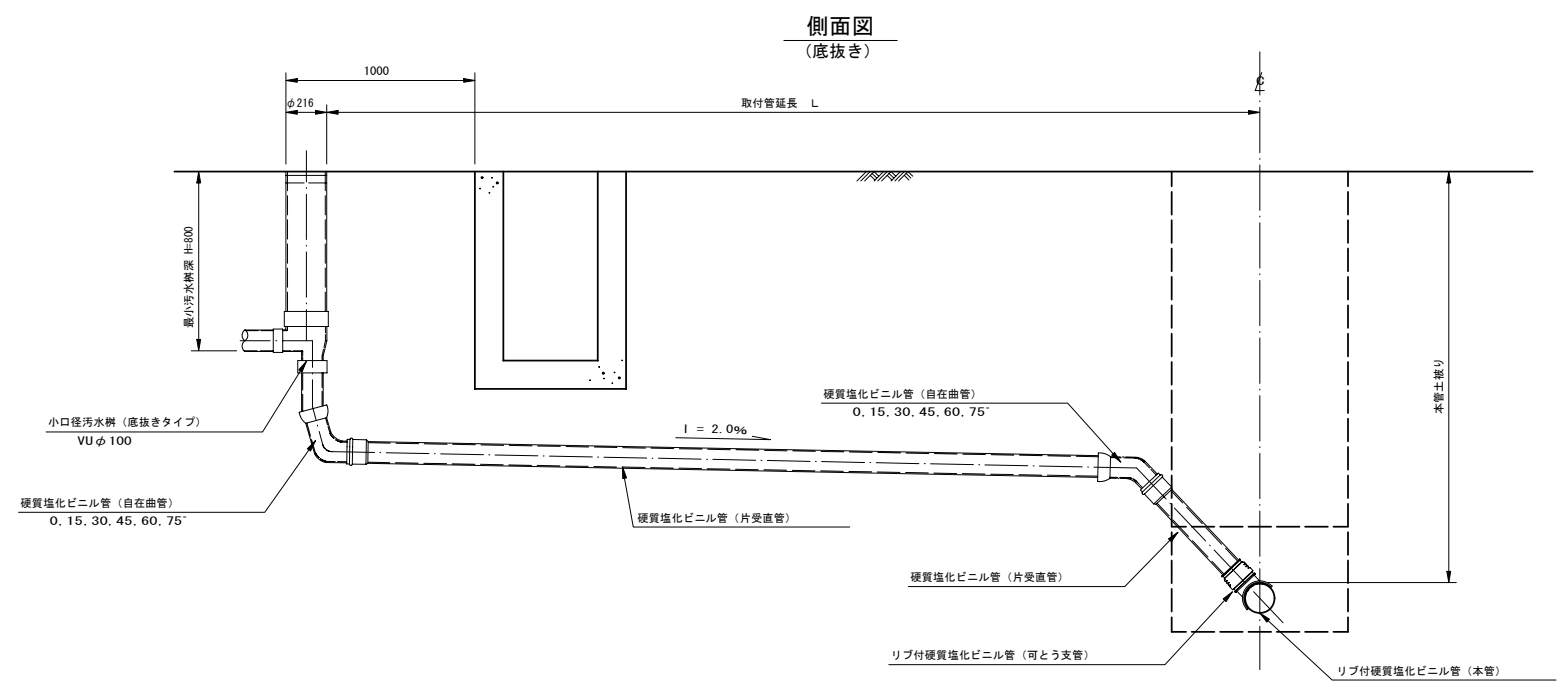 側面図
(底抜き)
1000
φ216
取付管延長 L
最小汚水桝深 H=800
本管土被り
小口径汚水桝(底抜きタイプ)
VUφ100
硬質塩化ビニル管(自在曲管)
0, 15, 30, 45, 60, 75°
I = 2.0%
硬質塩化ビニル管(自在曲管)
0, 15, 30, 45, 60, 75°
硬質塩化ビニル管(片受直管)
硬質塩化ビニル管(片受直管)
リブ付硬質塩化ビニル管(可とう支管)
リブ付硬質塩化ビニル管(本管)